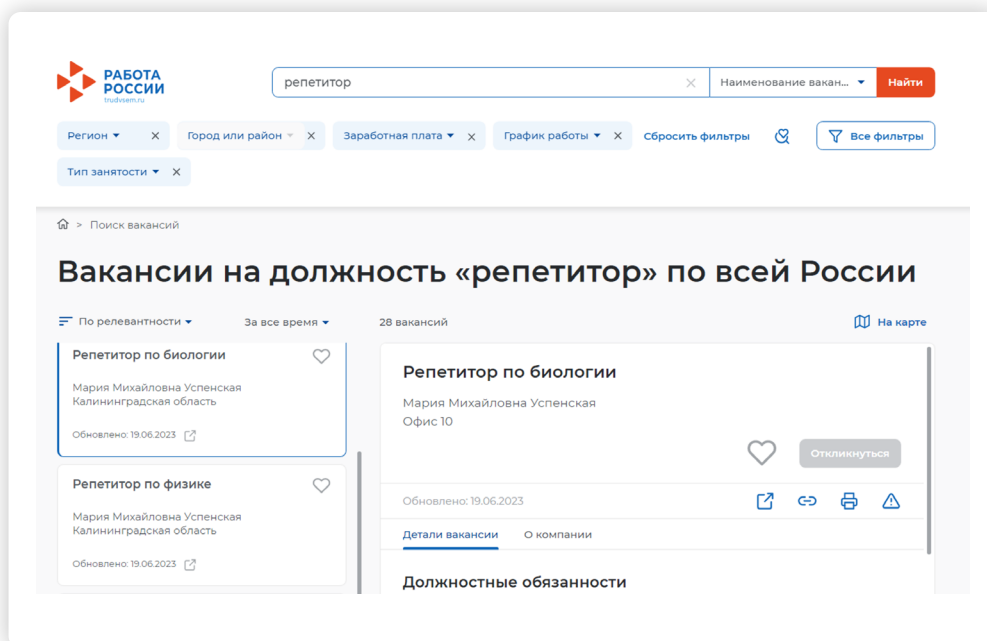 РАБОТА
РОССИИ
trudvsem.ru
репетитор
Наименование вакан...
Найти
Регион
Город или район
Заработная плата
График работы
Сбросить фильтры
Все фильтры
Тип занятости
> Поиск вакансий
Вакансии на должность «репетитор» по всей России
По релевантности
За все время
28 вакансий
На карте
Репетитор по биологии
Мария Михайловна Успенская
Калининградская область
Обновлено: 19.06.2023
Репетитор по физике
Мария Михайловна Успенская
Калининградская область
Обновлено: 19.06.2023
Репетитор по биологии
Мария Михайловна Успенская
Офис 10
Откликнуться
Обновлено: 19.06.2023
Детали вакансии
О компании
Должностные обязанности